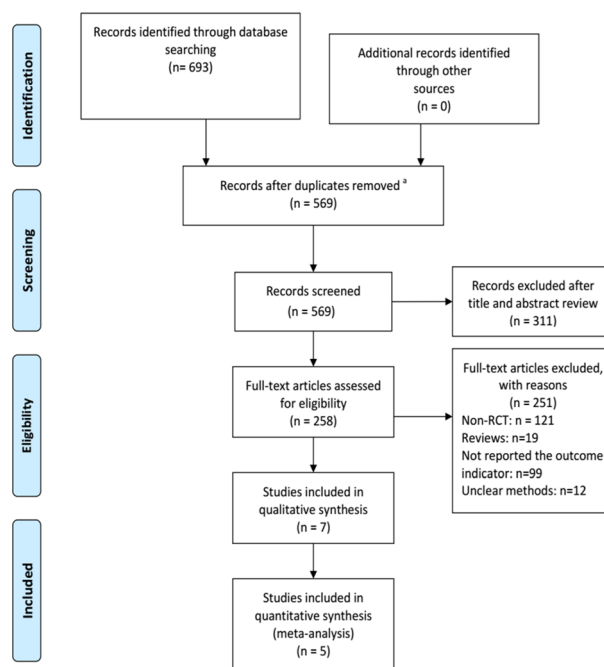 Identification
Records identified through database
searching
(n= 693)
Additional records identified
through other
sources
(n = 0)
Records after duplicates removed a
(n = 569)
Screening
Records screened
(n = 569)
Records excluded after
title and abstract review
(n = 311)
Eligibility
Full-text articles assessed
for eligibility
(n = 258)
Full-text articles excluded,
with reasons
(n = 251)
Non-RCT: n = 121
Reviews: n=19
Not reported the outcome
indicator: n=99
Unclear methods: n=12
Studies included in
qualitative synthesis
(n = 7)
Included
Studies included in
quantitative synthesis
(meta-analysis)
(n = 5)